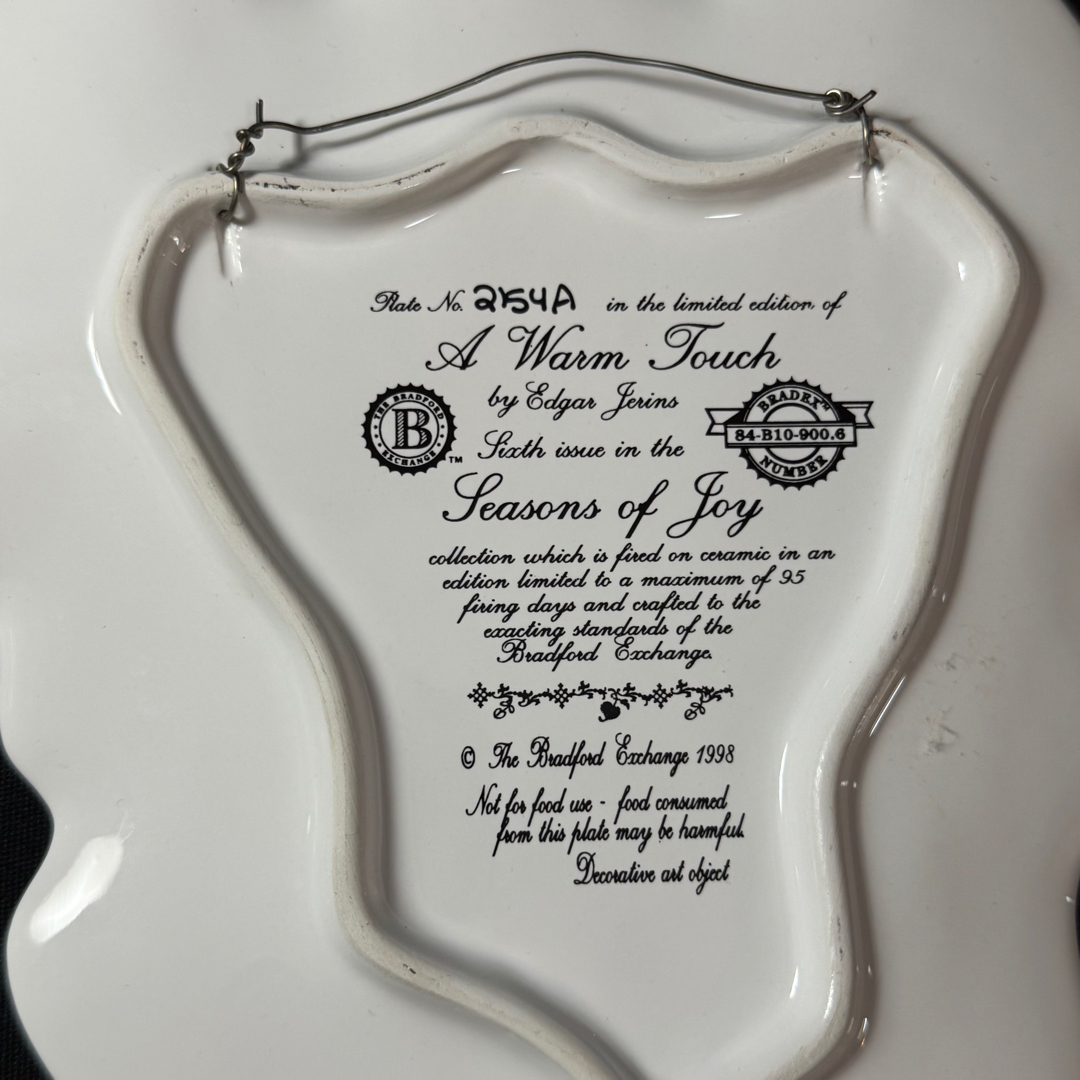 Plate No. 2154A in the limited edition of
A Warm Touch
by Edgar Jerins
THE BRADFORD
B
EXCHANGE
TM
BRADEX™
84-B10-900.6
NUMBER
Sixth issue in the
Seasons of Joy
collection which is fired on ceramic in an
edition limited to a maximum of 95
firing days and crafted to the
exacting standards of the
Bradford Exchange.
© The Bradford Exchange 1998
Not for food use - food consumed
from this plate may be harmful.
Decorative art object